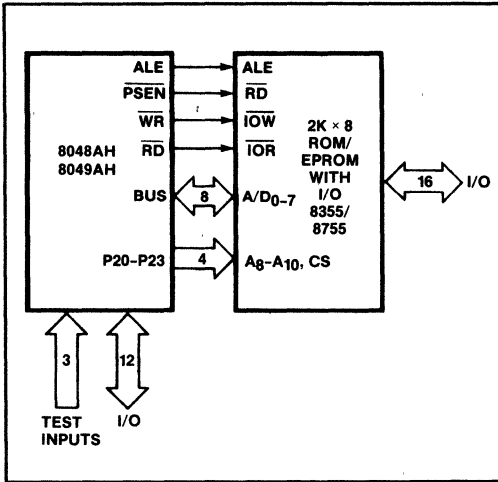 ALE
PSEN
WR
RD
8048AH
8049AH
BUS
P20-P23
ALE
RD
IOW
IOR
A/D0-7
A8-A10, CS
2K × 8
ROM/
EPROM
WITH
I/O
8355/
8755
8
4
16
I/O
3
12
TEST
INPUTS
I/O